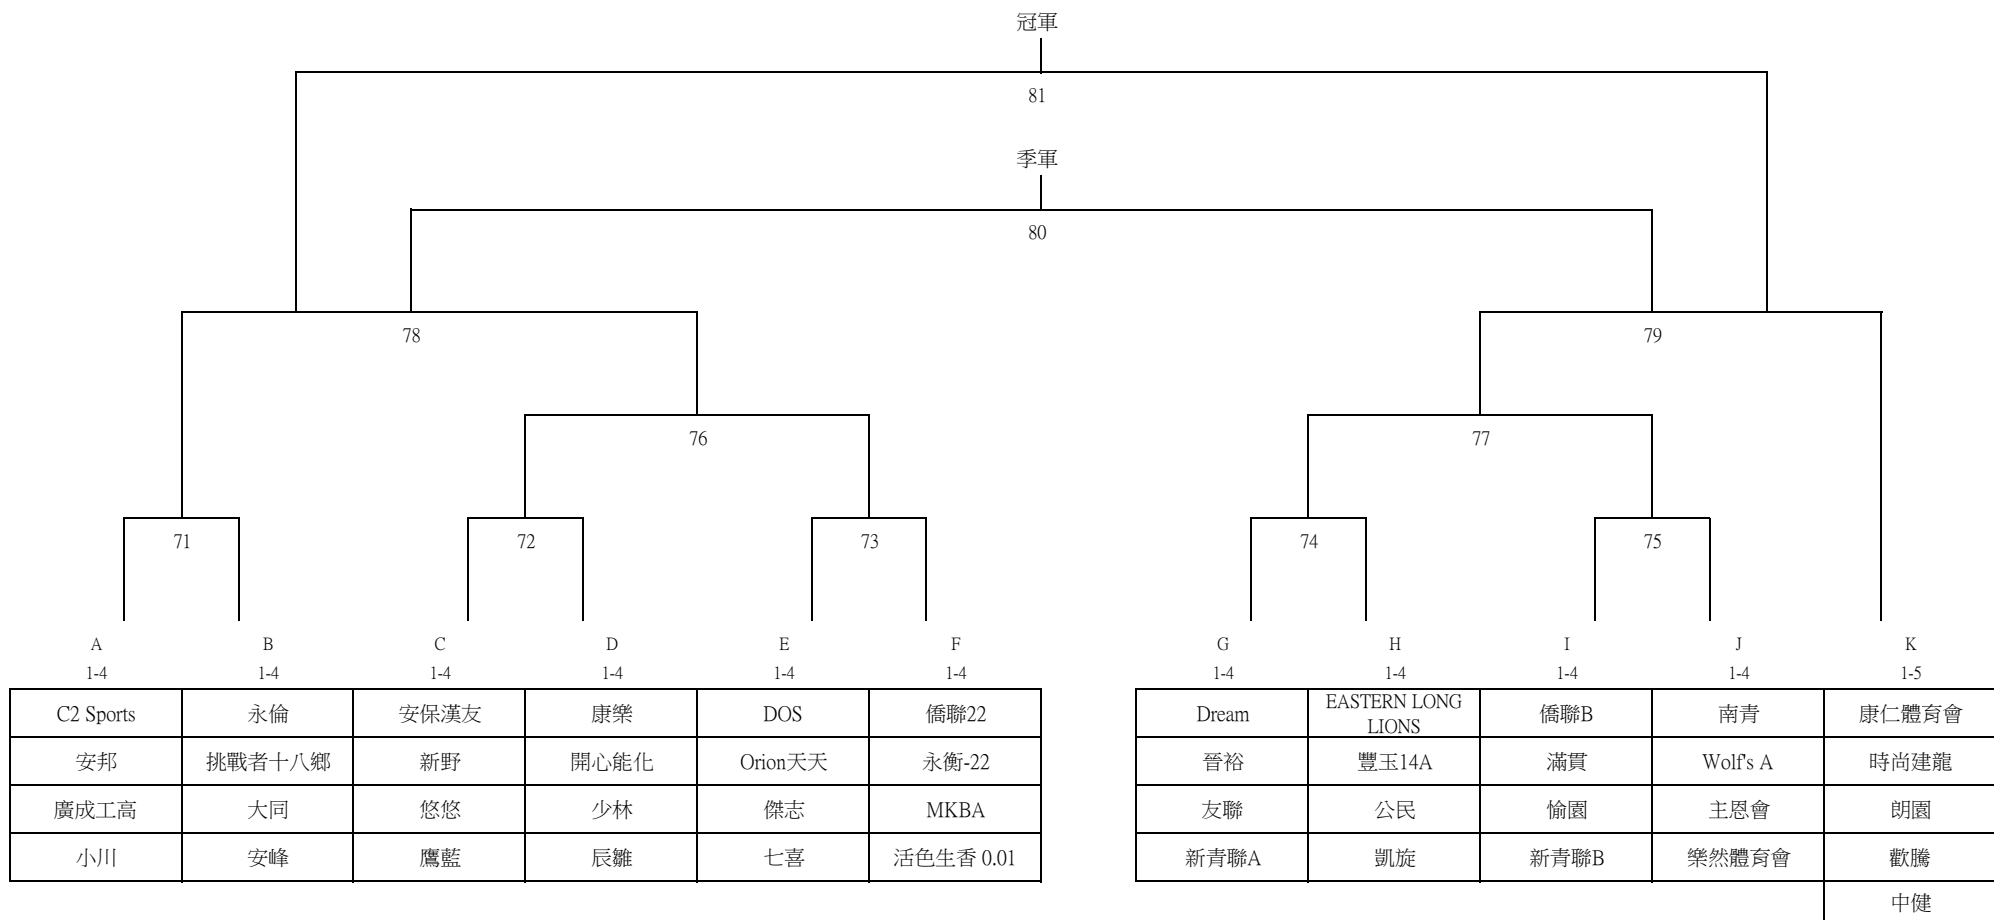 冠軍
81
季軍
80
78
79
76
77
71
72
73
74
75
A B C D E F G H I J K
1-4 1-4 1-4 1-4 1-4 1-4 1-4 1-4 1-4 1-4 1-5
C2 Sports 永倫 安保漢友 康樂 DOS 僑聯22 Dream EASTERN LONG LIONS 僑聯B 南青 康仁體育會
安邦 挑戰者十八鄉 新野 開心能化 Orion天天 永衡-22 晉裕 豐玉14A 滿貫 Wolf's A 時尚建龍
廣成工高 大同 悠悠 少林 傑志 MKBA 友聯 公民 愉園 主恩會 朗園
小川 安峰 鷹藍 辰雛 七喜 活色生香 0.01 新青聯A 凱旋 新青聯B 樂然體育會 歡騰
中健